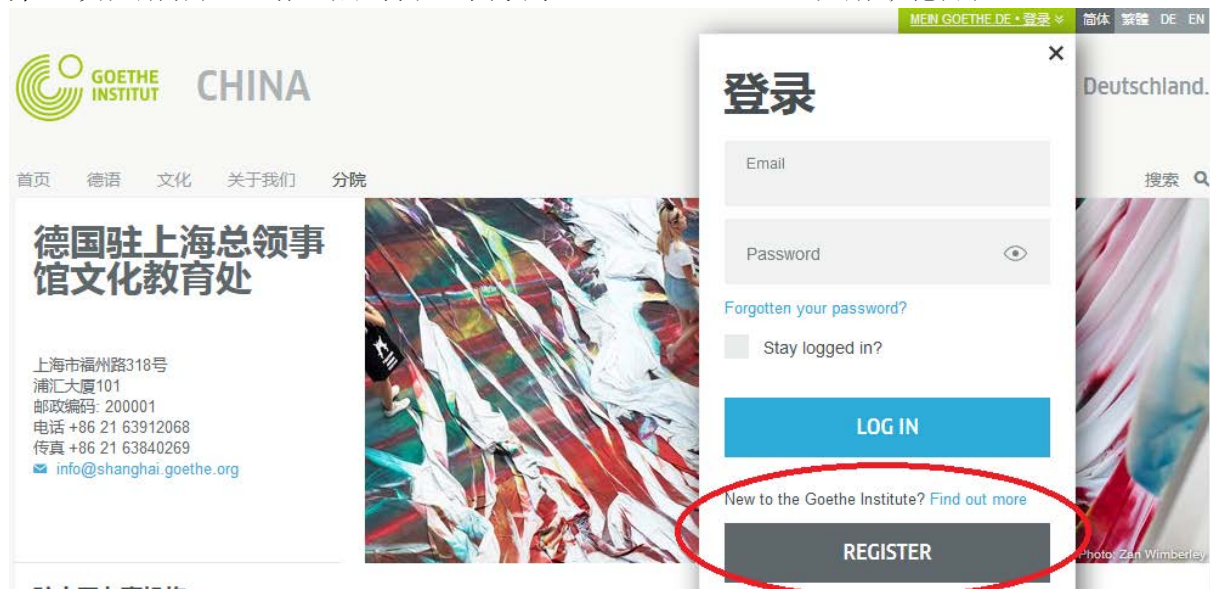 MEIN GOETHE.DE • 登录
简体 繁體 DE EN
GOETHE
INSTITUT
CHINA
Deutschland.
首页 德语 文化 关于我们 分院
搜索
德国驻上海总领事
馆文化教育处
上海市福州路318号
浦汇大厦101
邮政编码: 200001
电话 +86 21 63912068
传真 +86 21 63840269
info@shanghai.goethe.org
登录
Email
Password
Forgotten your password?
Stay logged in?
LOG IN
New to the Goethe Institute? Find out more
REGISTER
Photo: Zan Wimberley